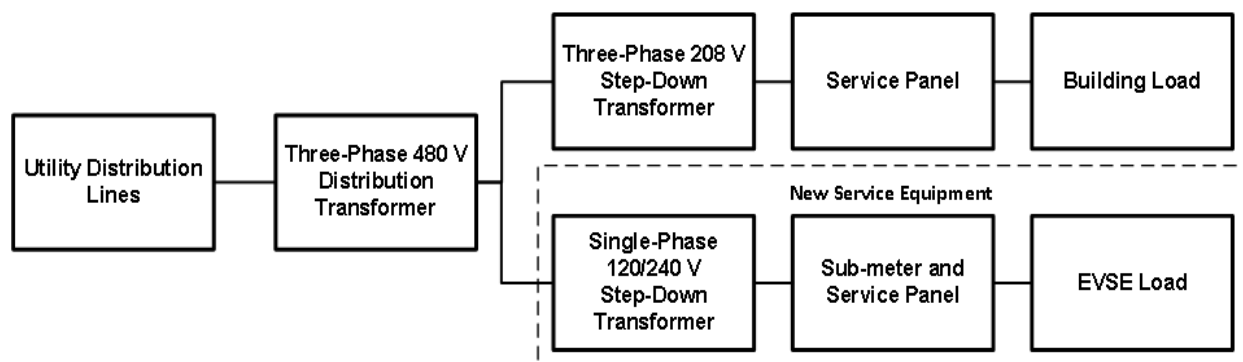 Utility Distribution
Lines
Three-Phase 480 V
Distribution
Transformer
Three-Phase 208 V
Step-Down
Transformer
Service Panel
Building Load
New Service Equipment
Single-Phase
120/240 V
Step-Down
Transformer
Sub-meter and
Service Panel
EVSE Load